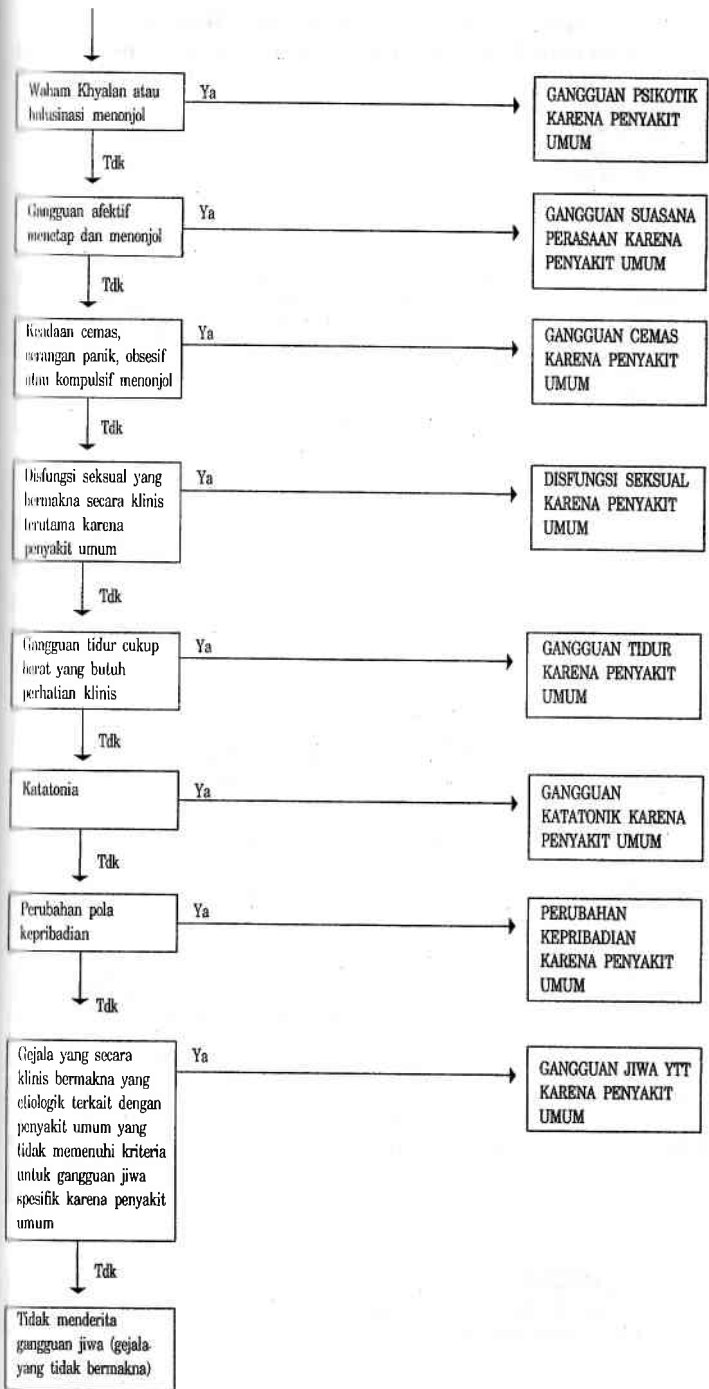 Waham Khyalan atau
halusinasi menonjol
Ya
GANGGUAN PSIKOTIK
KARENA PENYAKIT
UMUM
Tdk
Gangguan afektif
menetap dan menonjol
Ya
GANGGUAN SUASANA
PERASAAN KARENA
PENYAKIT UMUM
Tdk
Keadaan cemas,
serangan panik, obsesif
atau kompulsif menonjol
Ya
GANGGUAN CEMAS
KARENA PENYAKIT
UMUM
Tdk
Disfungsi seksual yang
bermakna secara klinis
terutama karena
penyakit umum
Ya
DISFUNGSI SEKSUAL
KARENA PENYAKIT
UMUM
Tdk
Gangguan tidur cukup
berat yang butuh
perhatian klinis
Ya
GANGGUAN TIDUR
KARENA PENYAKIT
UMUM
Tdk
Katatonia
Ya
GANGGUAN
KATATONIK KARENA
PENYAKIT UMUM
Tdk
Perubahan pola
kepribadian
Ya
PERUBAHAN
KEPRIBADIAN
KARENA PENYAKIT
UMUM
Tdk
Gejala yang secara
klinis bermakna yang
etiologik terkait dengan
penyakit umum yang
tidak memenuhi kriteria
untuk gangguan jiwa
spesifik karena penyakit
umum
Ya
GANGGUAN JIWA YTT
KARENA PENYAKIT
UMUM
Tdk
Tidak menderita
gangguan jiwa (gejala
yang tidak bermakna)